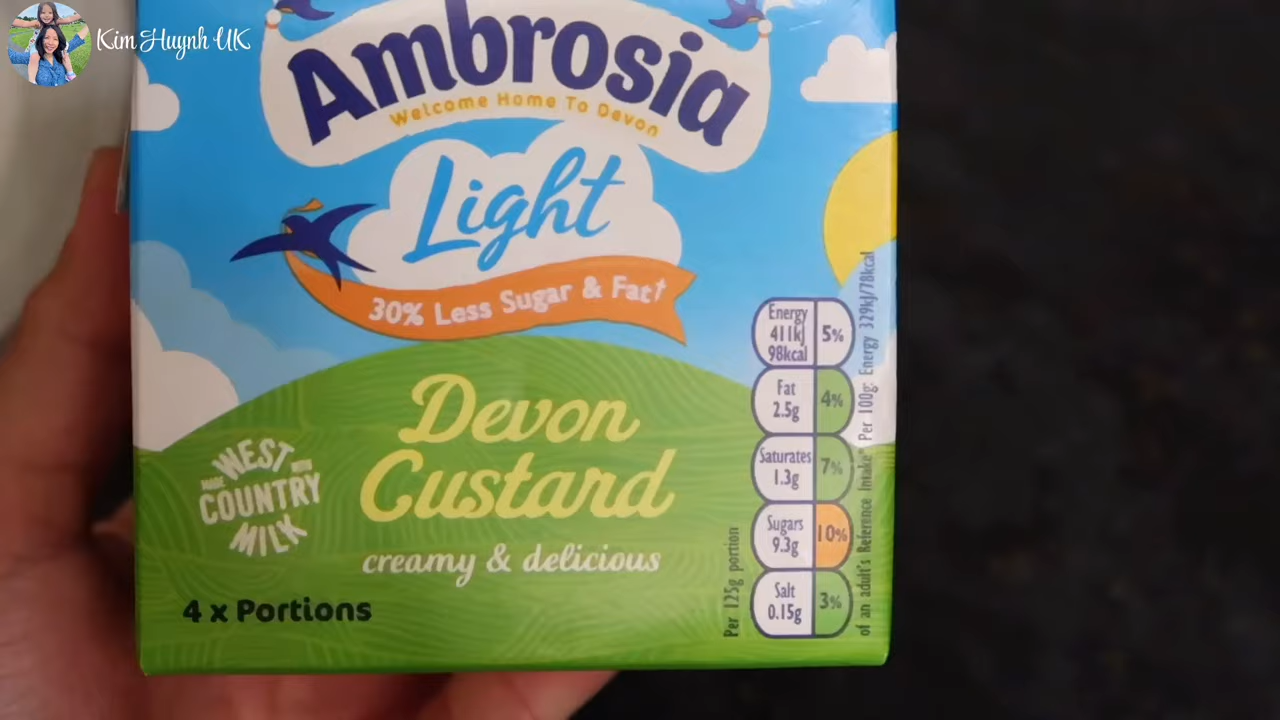 Kim Huynh UK
Ambrosia
Welcome Home To Devon
Light
30% Less Sugar & Fat†
Devon
Custard
creamy & delicious
WEST
COUNTRY
MILK
4 x Portions
Per 125g portion
Energy
411kJ
98kcal
5%
Fat
2.5g
4%
Saturates
1.3g
7%
Sugars
9.3g
10%
Salt
0.15g
3%
of an adult's Reference Intake* Per 100g: Energy 329kJ/78kcal